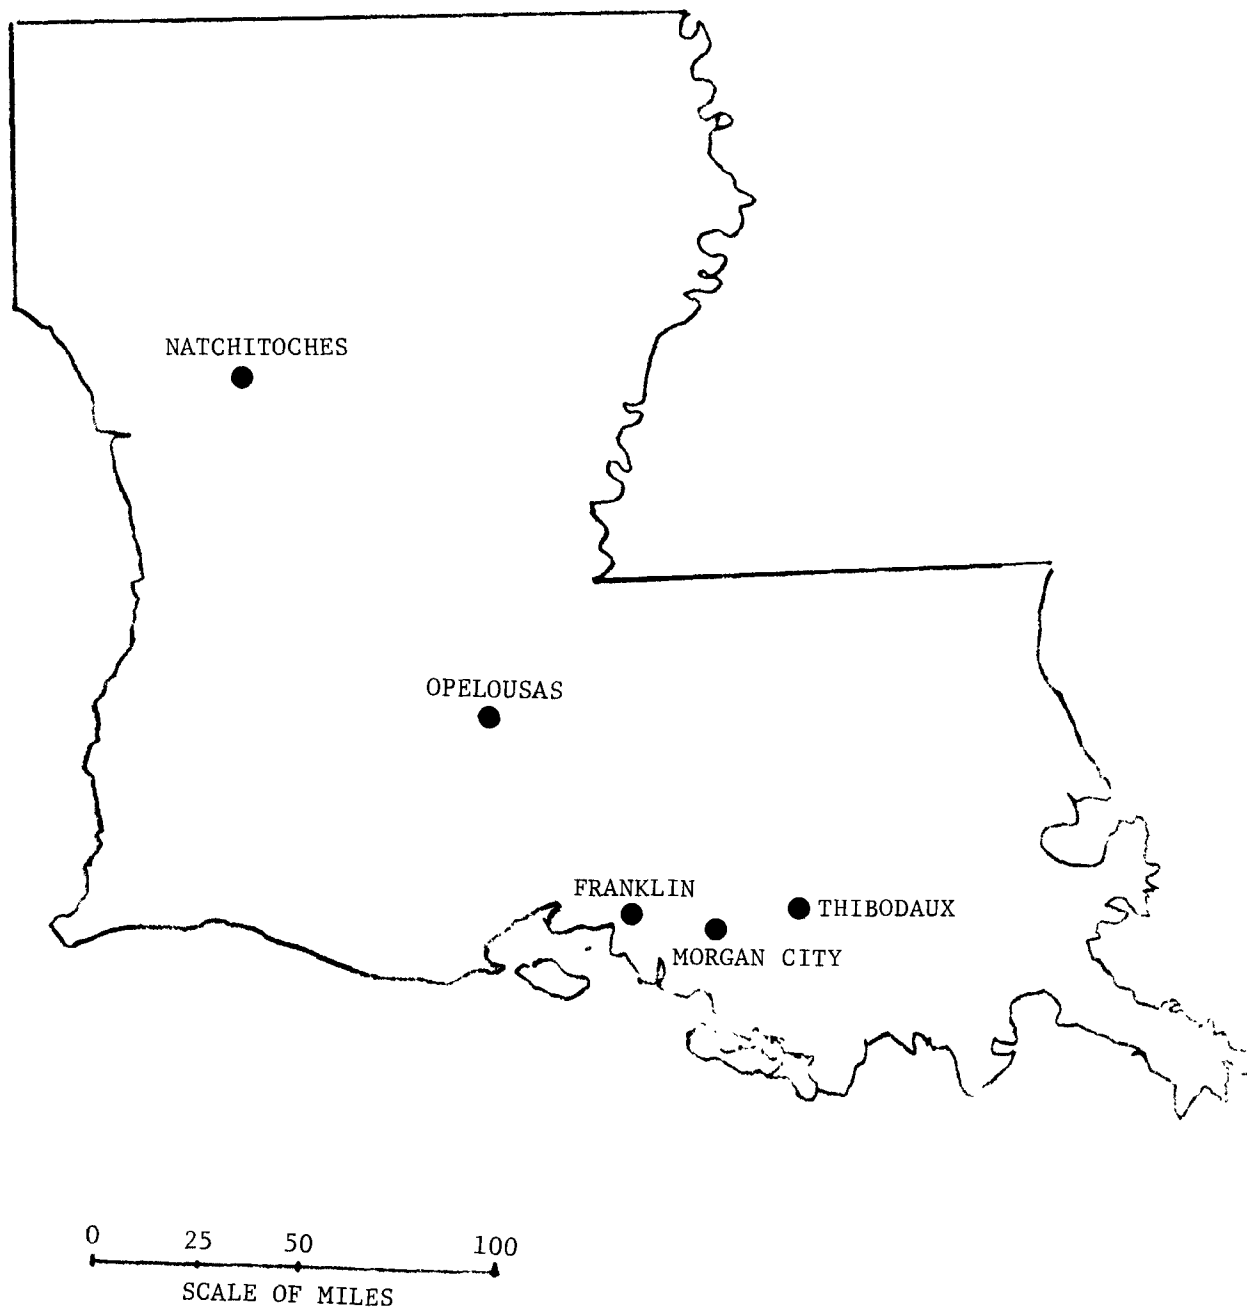 NATCHITOCHES
OPELOUSAS
FRANKLIN
THIBODAUX
MORGAN CITY
0 25 50 100
SCALE OF MILES